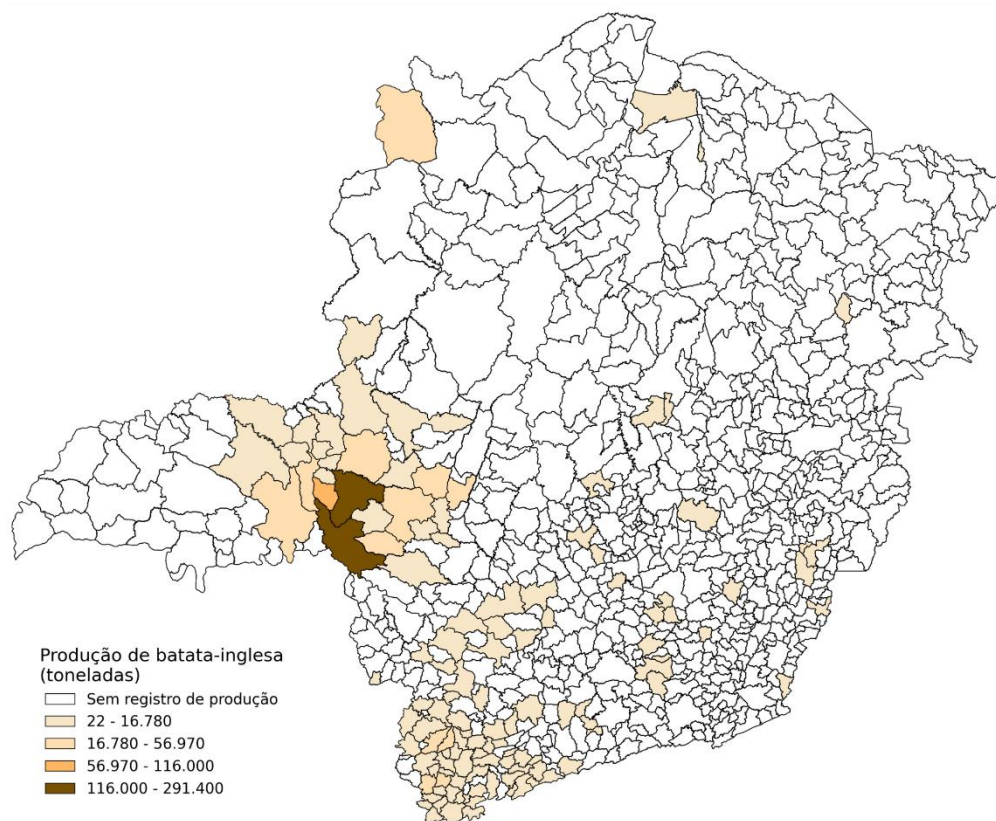 Produção de batata-inglesa
(toneladas)
Sem registro de produção
22 - 16.780
16.780 - 56.970
56.970 - 116.000
116.000 - 291.400